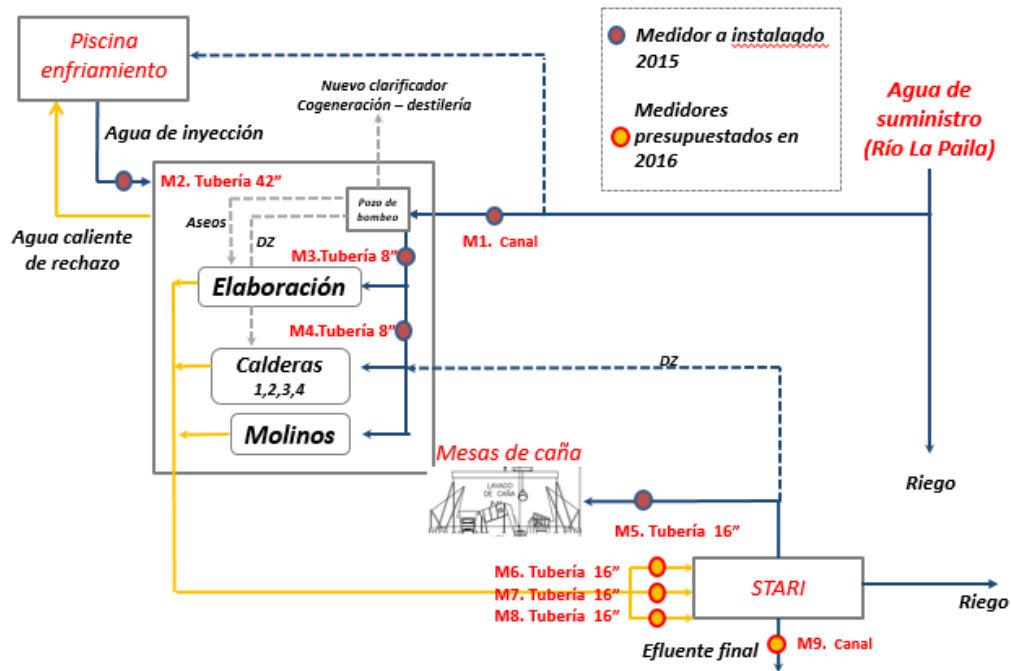 Piscina
enfriamiento
Medidor a instalaqdo
2015
Medidores
presupuestados en
2016
Agua de
suministro
(Río La Paila)
Nuevo clarificador
Cogeneración – destilería
Agua de inyección
M2. Tubería 42”
Pozo de
bombeo
Aseos
DZ
M1. Canal
Agua caliente
de rechazo
M3.Tubería 8”
Elaboración
M4.Tubería 8”
Calderas
1,2,3,4
DZ
Molinos
Mesas de caña
LAVADO
DE CAÑA
Riego
M5. Tubería 16”
M6. Tubería 16”
M7. Tubería 16”
M8. Tubería 16”
STARI
Riego
Efluente final
M9. Canal